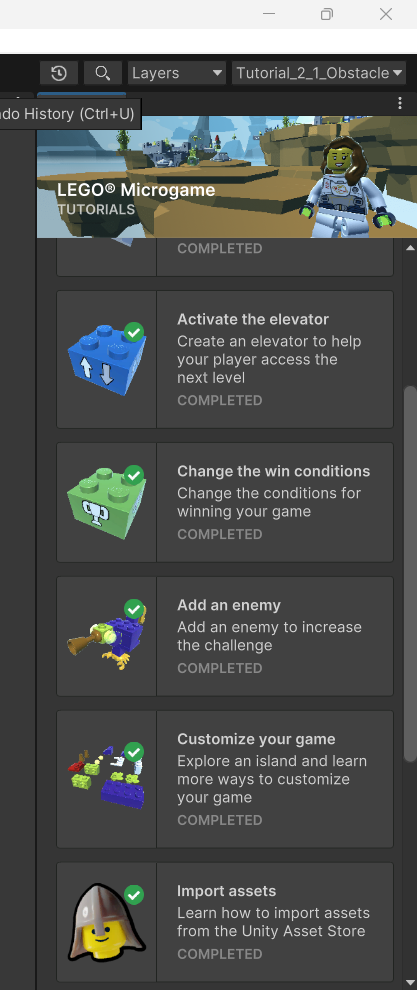 Layers
Tutorial_2_1_Obstacle
ndo History (Ctrl+U)
LEGO® Microgame
TUTORIALS
COMPLETED
Activate the elevator
Create an elevator to help
your player access the
next level
COMPLETED
Change the win conditions
Change the conditions for
winning your game
COMPLETED
Add an enemy
Add an enemy to increase
the challenge
COMPLETED
Customize your game
Explore an island and learn
more ways to customize
your game
COMPLETED
Import assets
Learn how to import assets
from the Unity Asset Store
COMPLETED